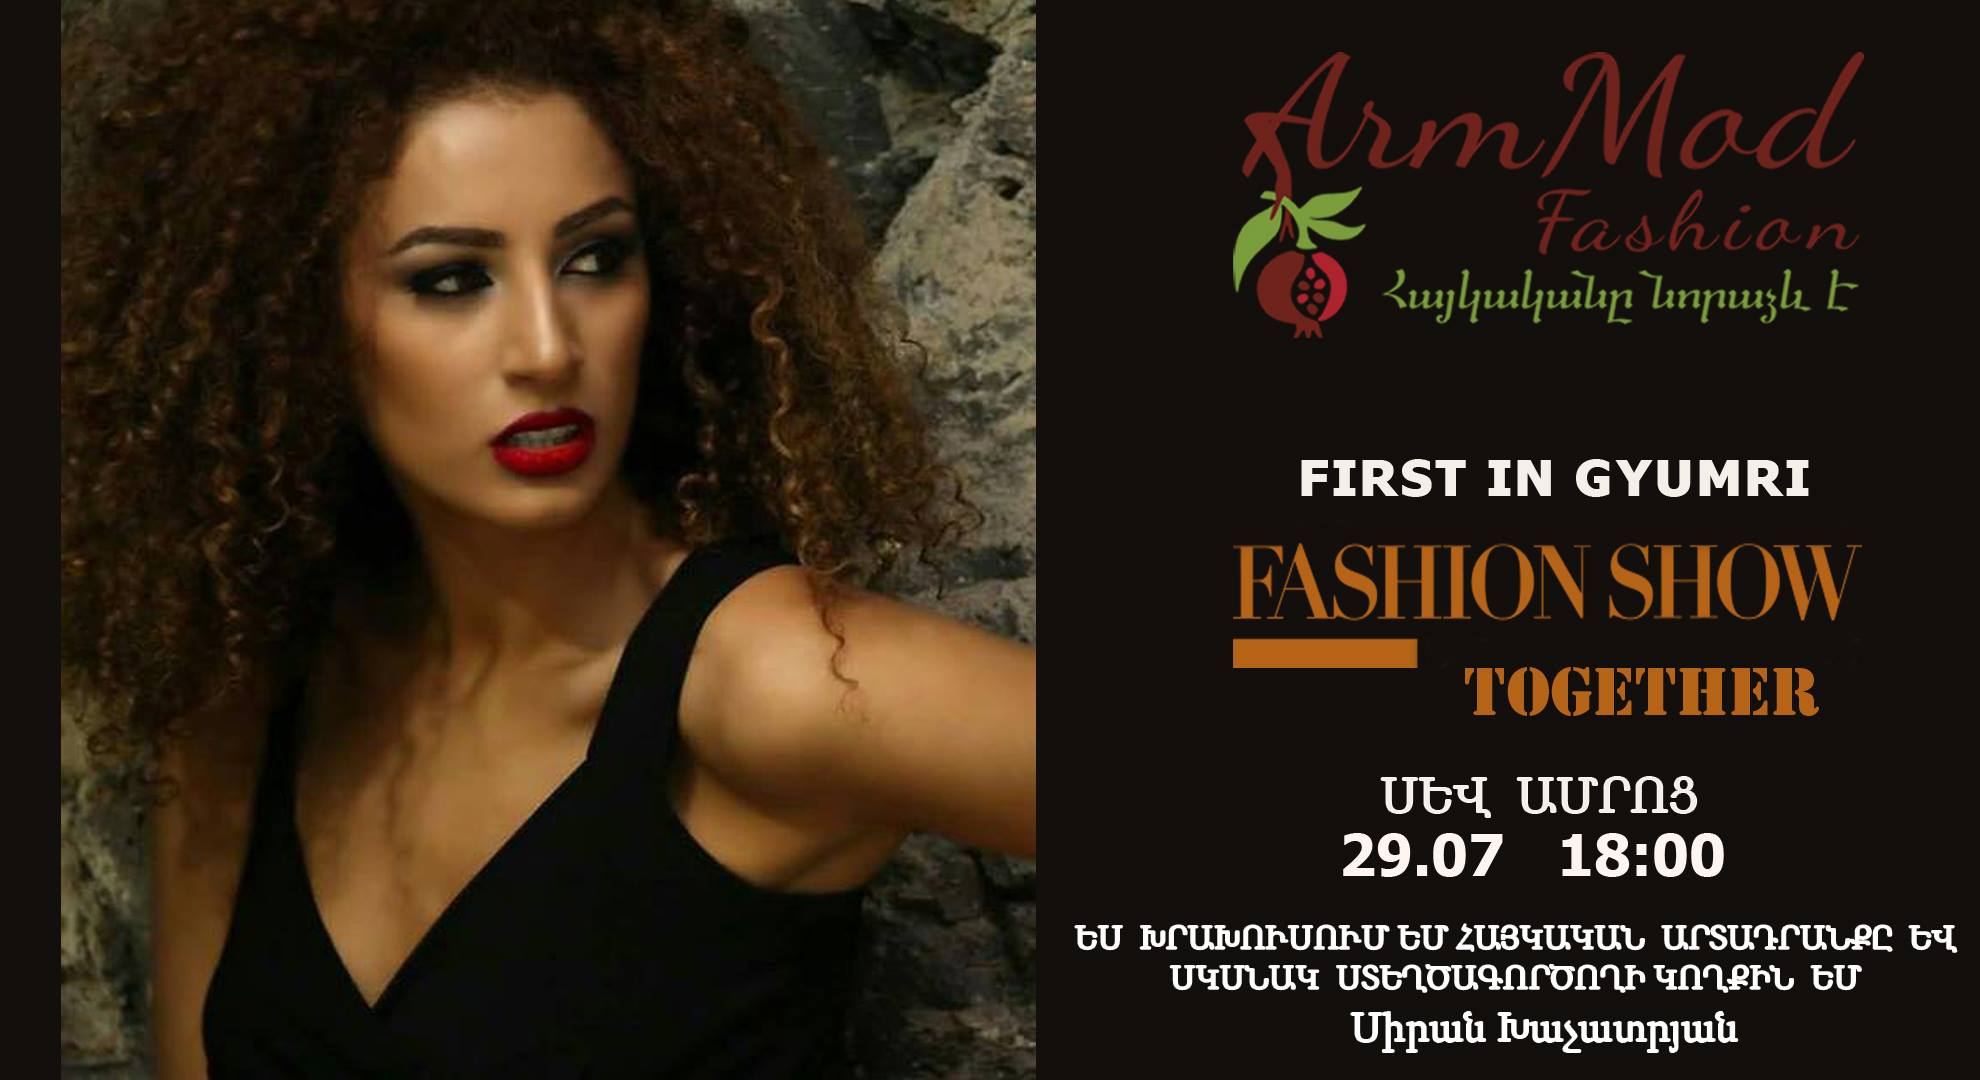 ArmMod
Fashion
Հայկականը նորաձև է
FIRST IN GYUMRI
FASHION SHOW
TOGETHER
ՍԵՎ ԱՄՐՈՑ
29.07 18:00
ԵՍ ԽՐԱԽՈՒՍՈՒՄ ԵՄ ՀԱՅԿԱԿԱՆ ԱՐՏԱԴՐԱՆՔԸ ԵՎ
ՍԿՍՆԱԿ ՍՏԵՂԾԱԳՈՐԾՈՂԻ ԿՈՂՔԻՆ ԵՄ
Միրան Խաչատրյան